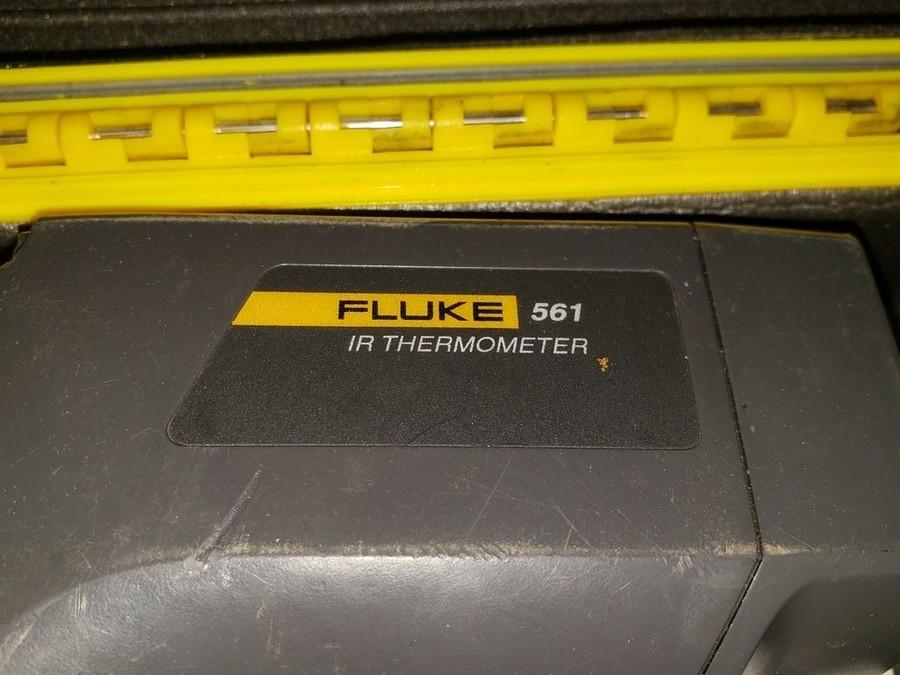 FLUKE 561
IR THERMOMETER